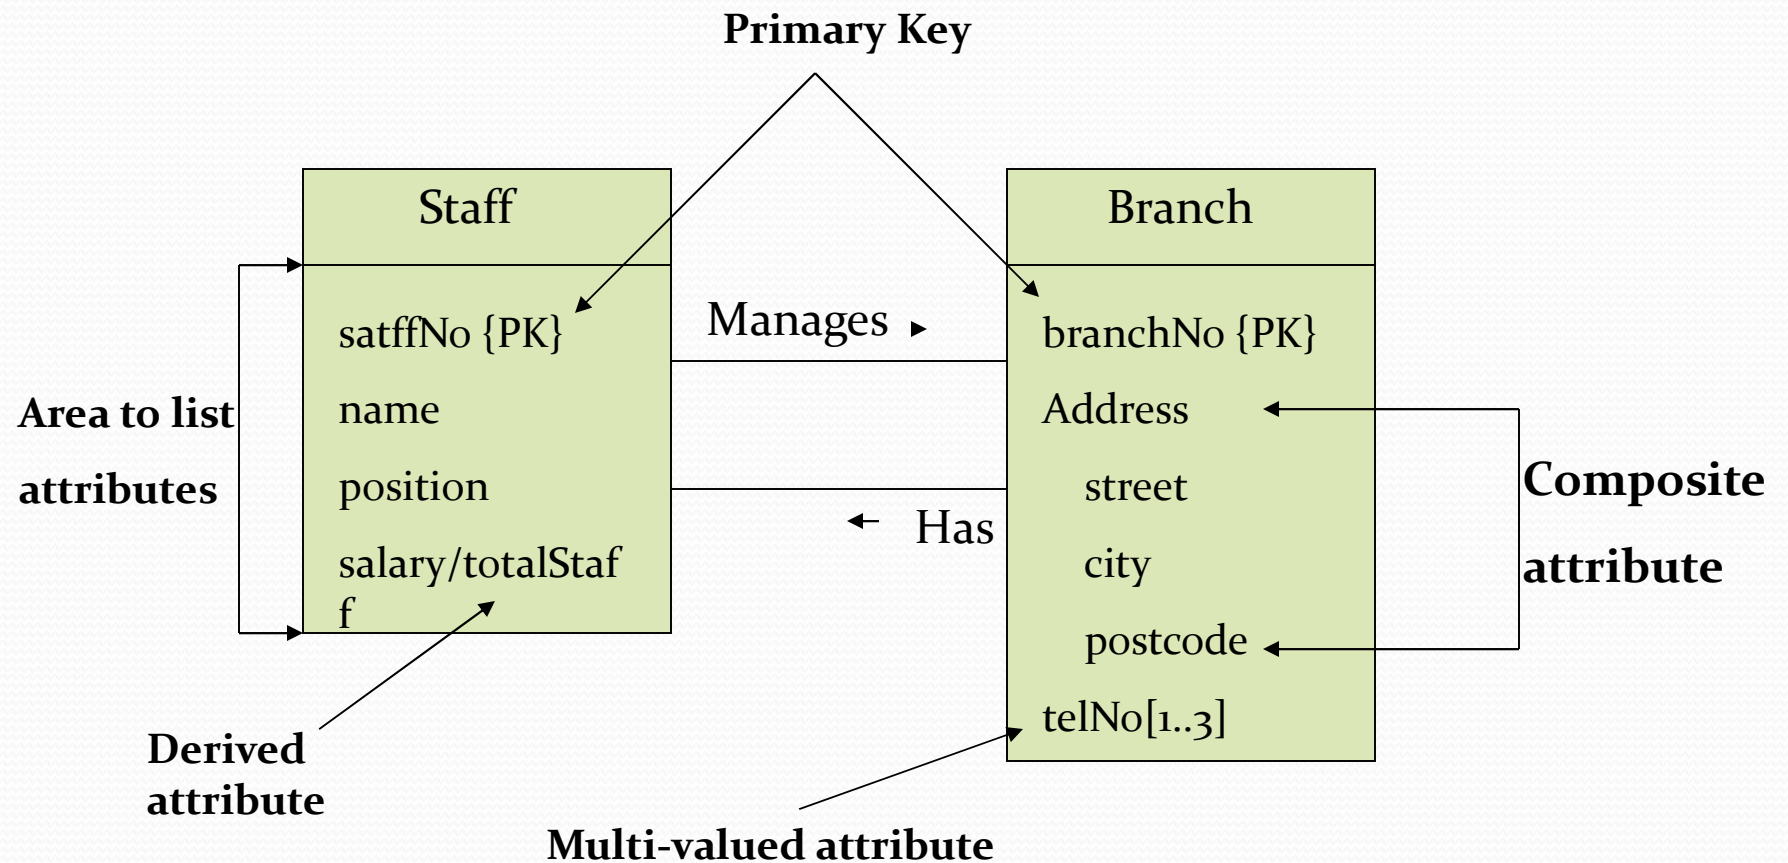 Primary Key
Staff
satffNo {PK}
name
position
salary/totalStaf
f
Manages
Has
Branch
branchNo {PK}
Address
street
city
postcode
telNo[1..3]
Area to list
attributes
Composite
attribute
Derived
attribute
Multi-valued attribute